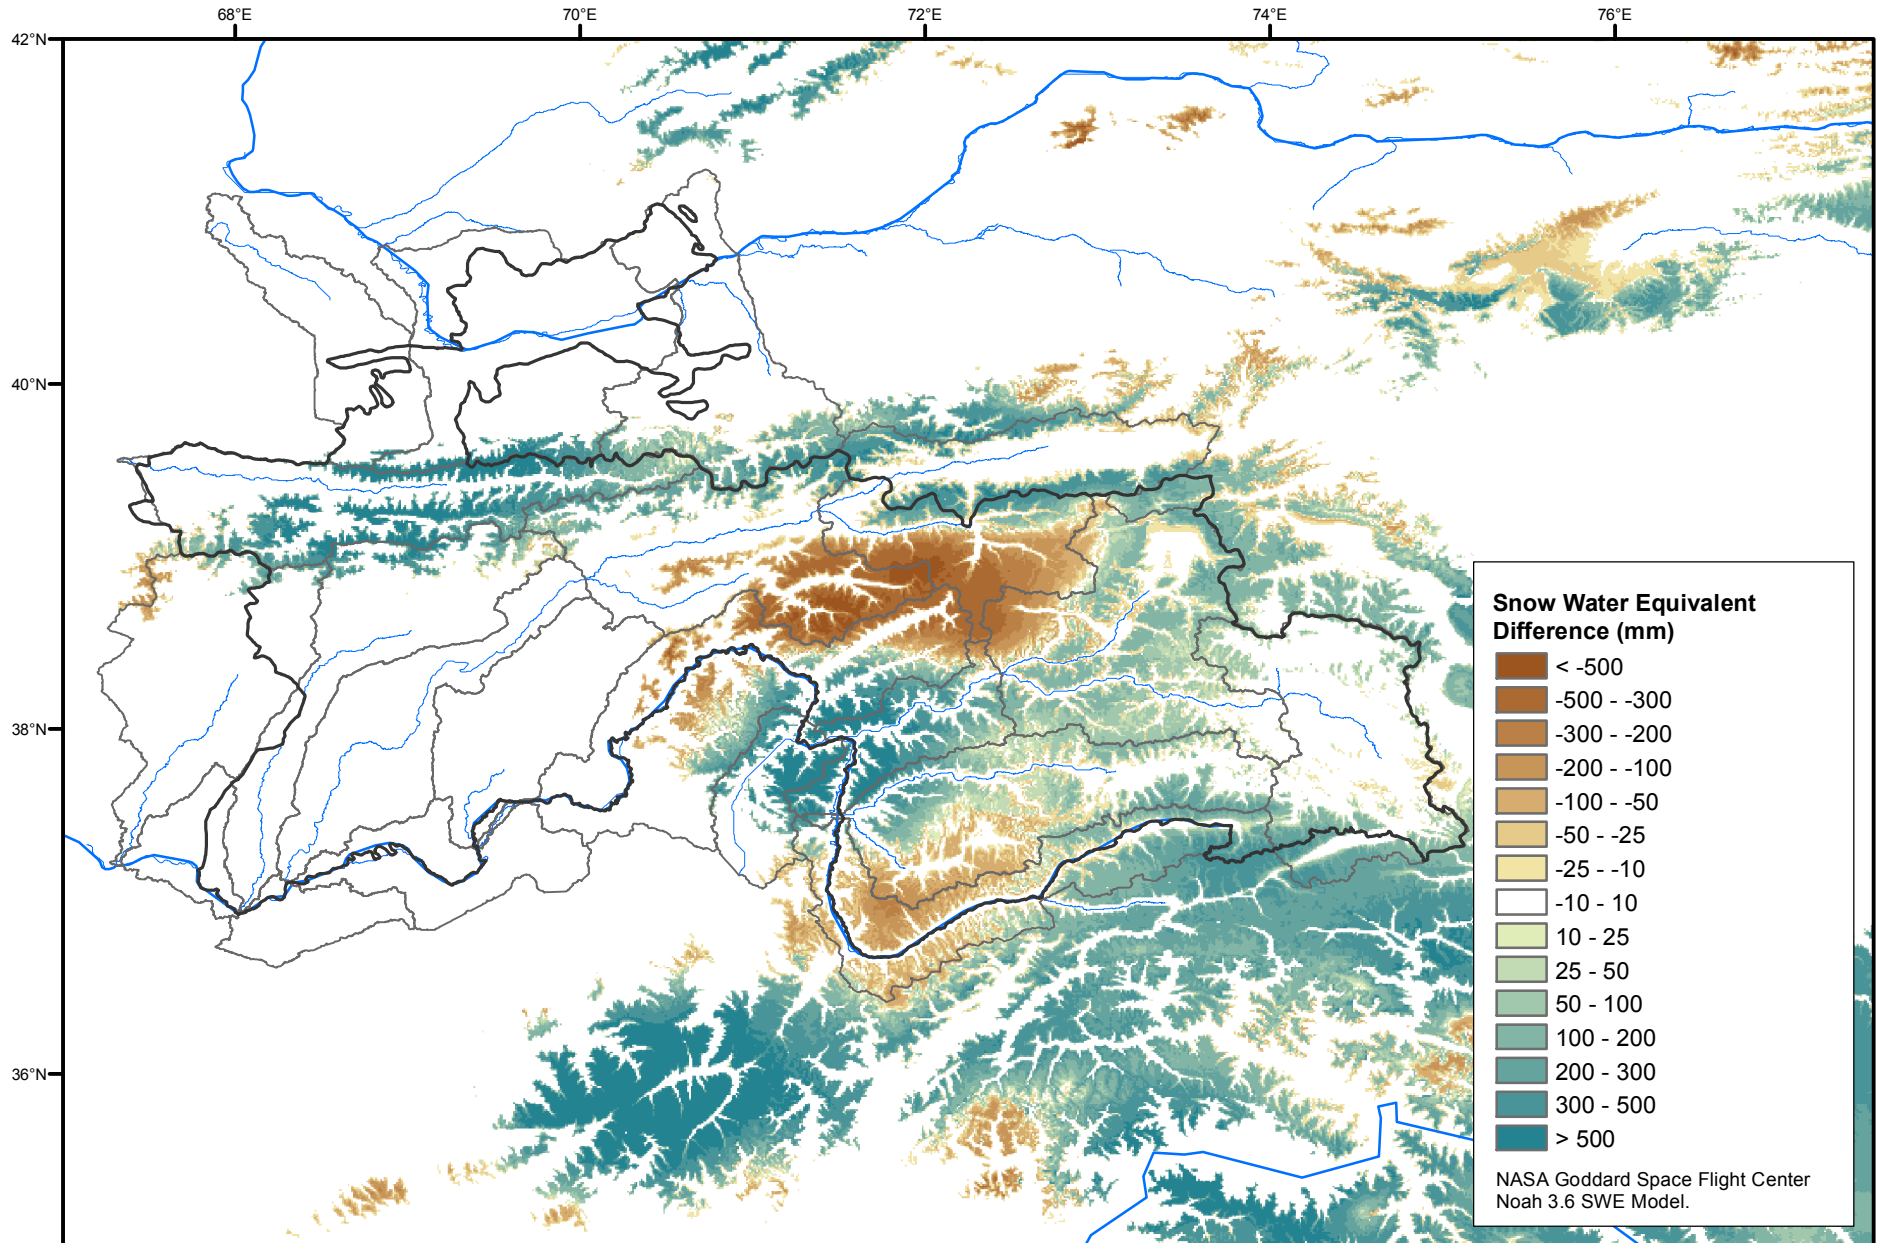 68°E 70°E 72°E 74°E 76°E
42°N
40°N
38°N
36°N
Snow Water Equivalent
Difference (mm)
< -500
-500 - -300
-300 - -200
-200 - -100
-100 - -50
-50 - -25
-25 - -10
-10 - 10
10 - 25
25 - 50
50 - 100
100 - 200
200 - 300
300 - 500
> 500
NASA Goddard Space Flight Center
Noah 3.6 SWE Model.